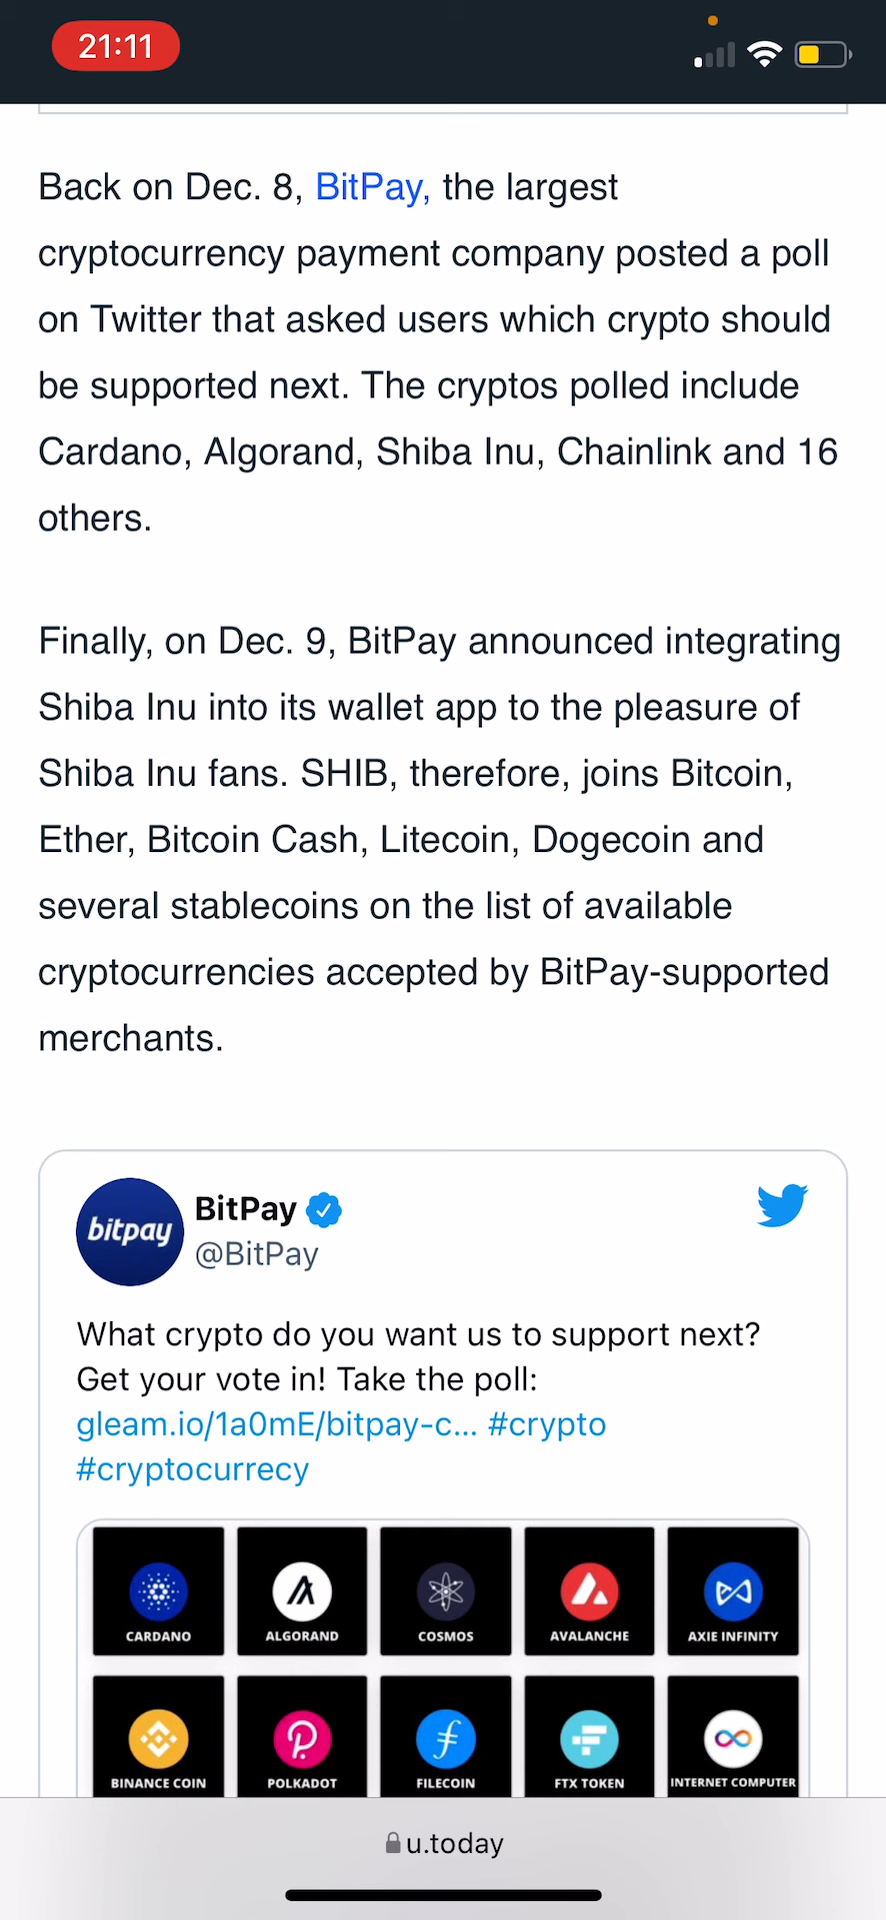 21:11
Back on Dec. 8, BitPay, the largest
cryptocurrency payment company posted a poll
on Twitter that asked users which crypto should
be supported next. The cryptos polled include
Cardano, Algorand, Shiba Inu, Chainlink and 16
others.
Finally, on Dec. 9, BitPay announced integrating
Shiba Inu into its wallet app to the pleasure of
Shiba Inu fans. SHIB, therefore, joins Bitcoin,
Ether, Bitcoin Cash, Litecoin, Dogecoin and
several stablecoins on the list of available
cryptocurrencies accepted by BitPay-supported
merchants.
bitpay
BitPay
@BitPay
What crypto do you want us to support next?
Get your vote in! Take the poll:
gleam.io/1a0mE/bitpay-c... #crypto
#cryptocurrecy
CARDANO ALGORAND COSMOS AVALANCHE AXIE INFINITY
BINANCE COIN POLKADOT FILECOIN FTX TOKEN INTERNET COMPUTER
u.today